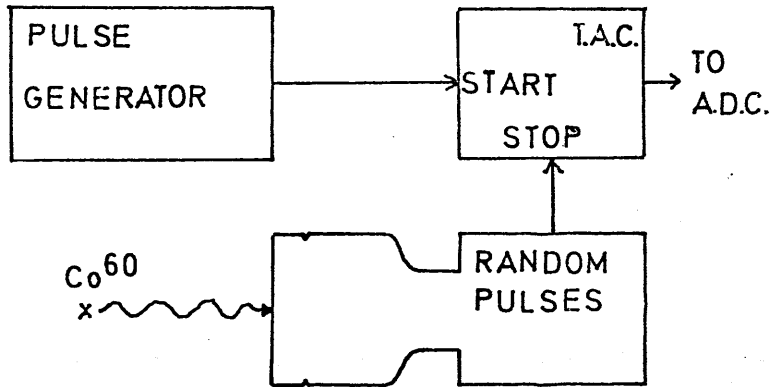 PULSE
GENERATOR
T.A.C.
START
STOP
TO
A.D.C.
Co60
x
RANDOM
PULSES